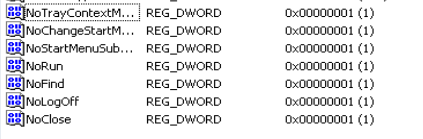 NoTrayContextM... REG_DWORD 0x00000001 (1)
NoChangeStartM... REG_DWORD 0x00000001 (1)
NoStartMenuSub... REG_DWORD 0x00000001 (1)
NoRun REG_DWORD 0x00000001 (1)
NoFind REG_DWORD 0x00000001 (1)
NoLogOff REG_DWORD 0x00000001 (1)
NoClose REG_DWORD 0x00000001 (1)